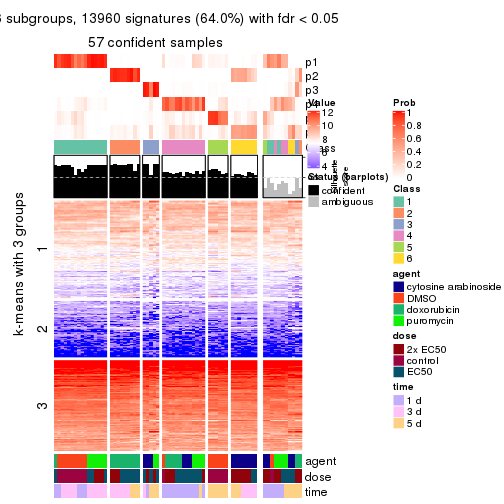 subgroups, 13960 signatures (64.0%) with fdr < 0.05
57 confident samples
p1
p2
p3
Value
12
10
8
6
4
Prob
1
0.8
0.6
0.4
0.2
0
Status (barplots)
confident
ambiguous
Class
1
2
3
4
5
6
agent
cytosine arabinoside
DMSO
doxorubicin
puromycin
dose
2x EC50
control
EC50
time
1 d
3 d
5 d
k-means with 3 groups
1
2
3
agent
dose
time